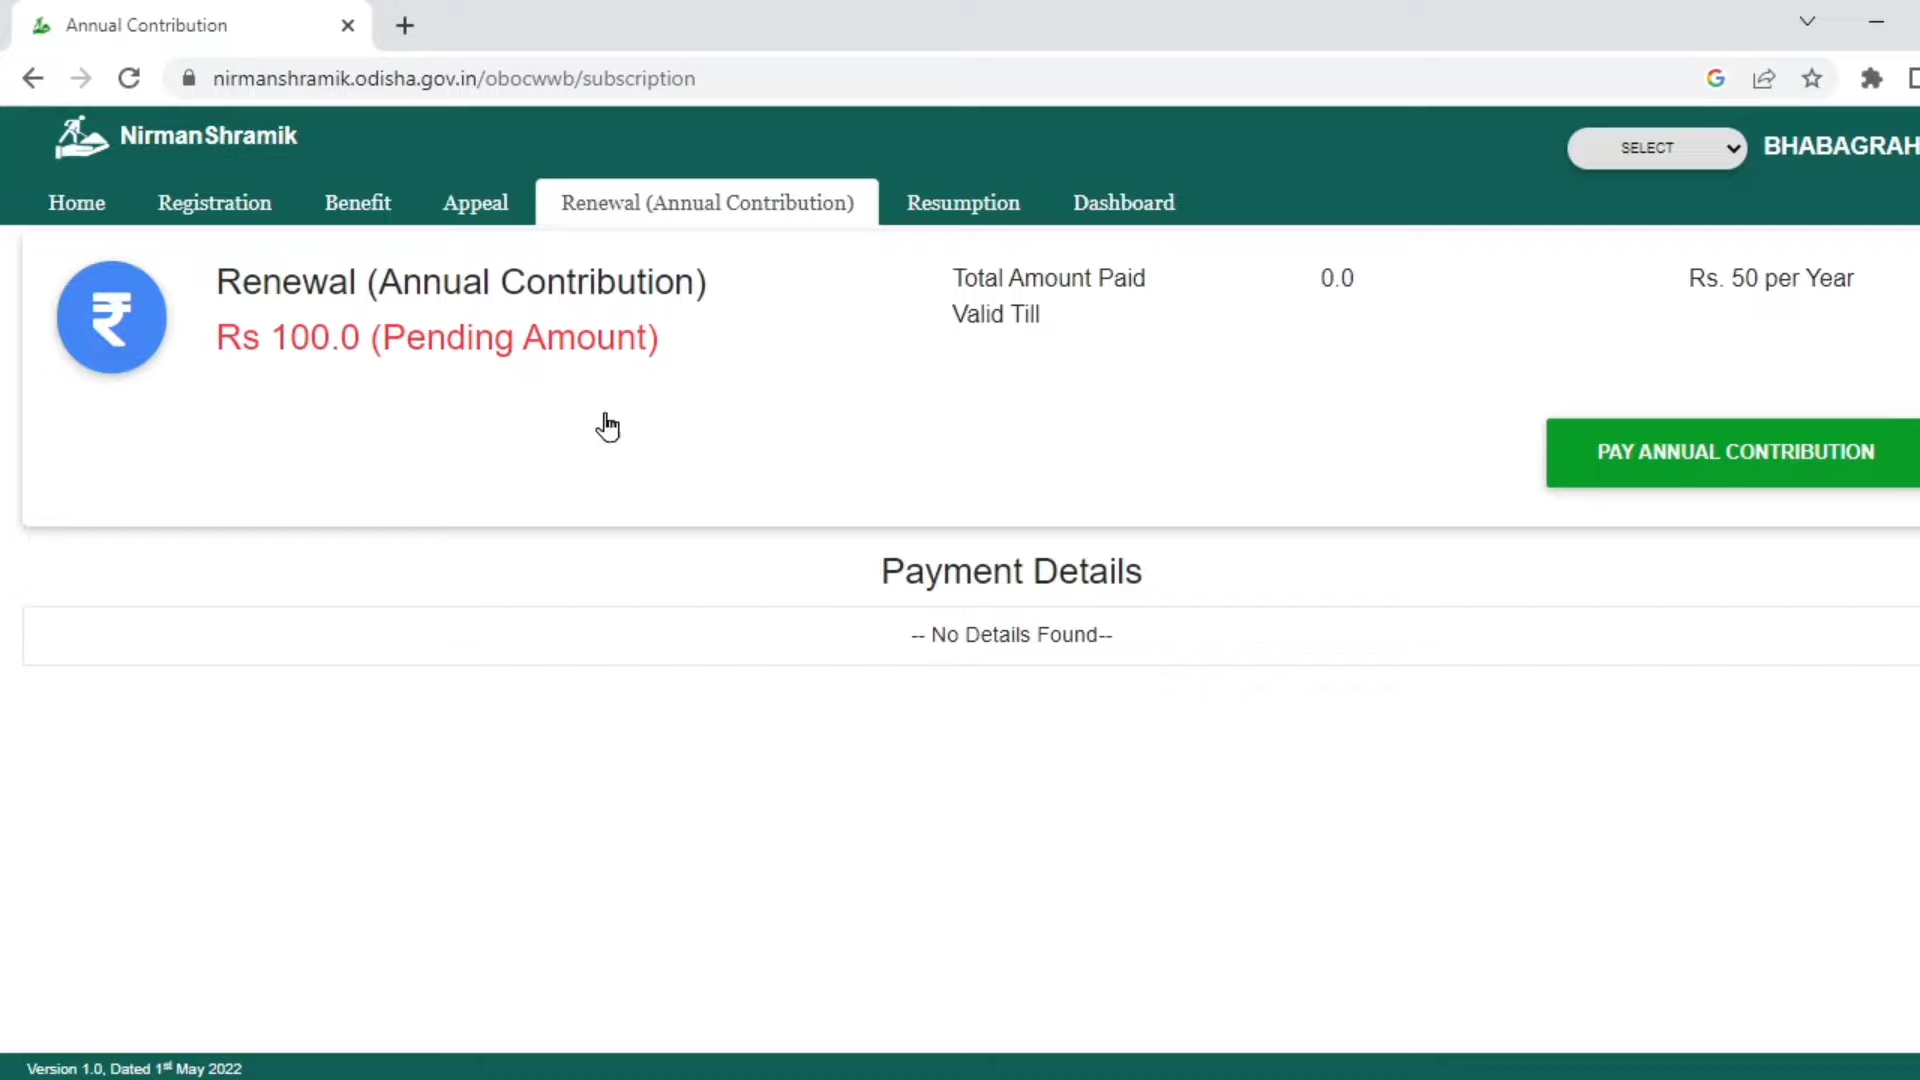 Annual Contribution
nirmanshramik.odisha.gov.in/obocwwb/subscription
NirmanShramik
SELECT
BHABAGRAH
Home Registration Benefit Appeal Renewal (Annual Contribution) Resumption Dashboard
Renewal (Annual Contribution)
Rs 100.0 (Pending Amount)
Total Amount Paid 0.0 Rs. 50 per Year
Valid Till
PAY ANNUAL CONTRIBUTION
Payment Details
-- No Details Found--
Version 1.0, Dated 1st May 2022